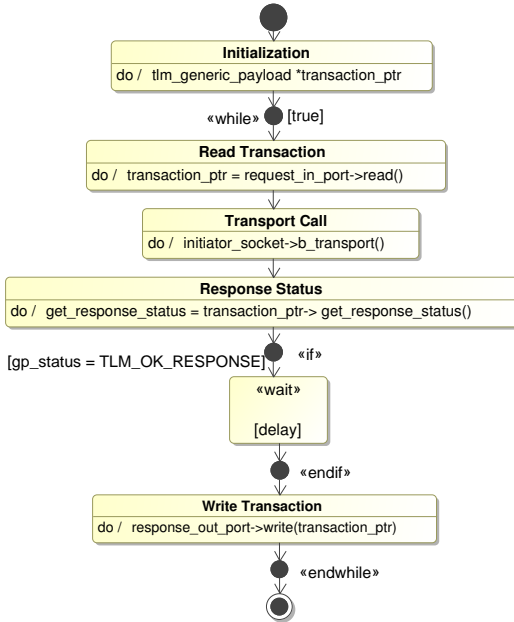 Initialization
do / tlm_generic_payload *transaction_ptr
«while» [true]
Read Transaction
do / transaction_ptr = request_in_port->read()
Transport Call
do / initiator_socket->b_transport()
Response Status
do / get_response_status = transaction_ptr-> get_response_status()
[gp_status = TLM_OK_RESPONSE] «if»
«wait»
[delay]
«endif»
Write Transaction
do / response_out_port->write(transaction_ptr)
«endwhile»